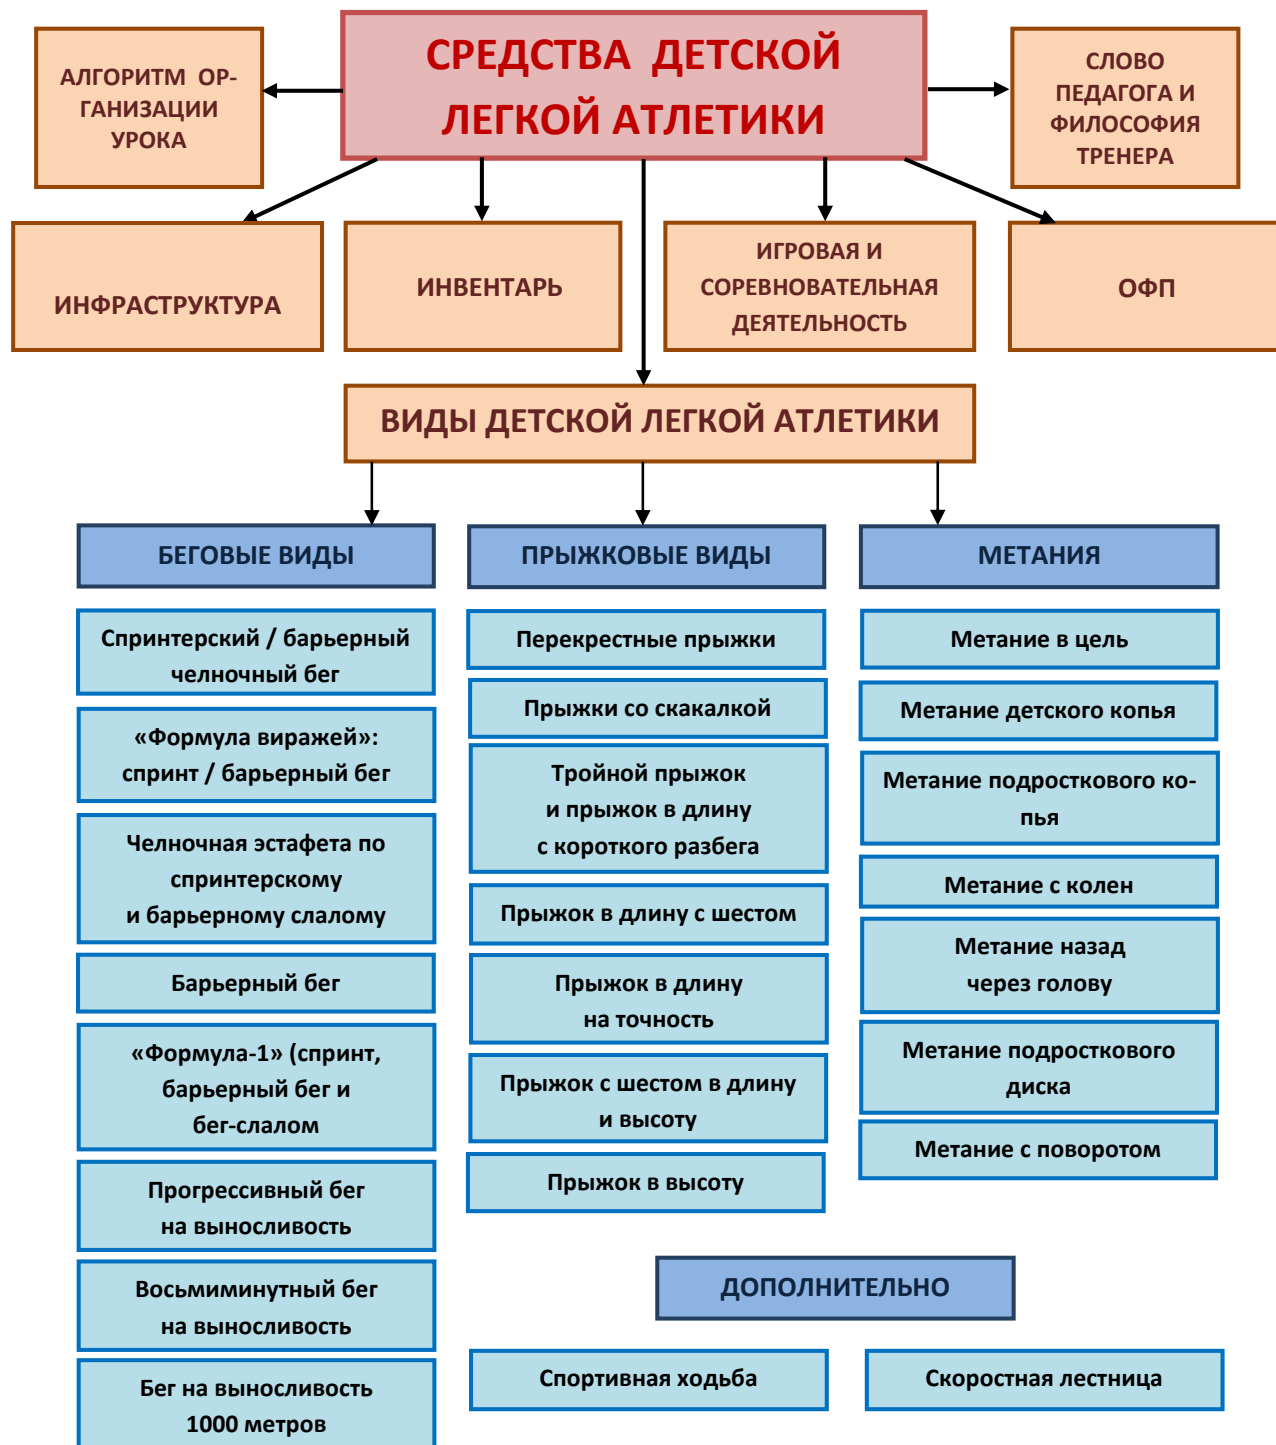 СРЕДСТВА ДЕТСКОЙ
ЛЕГКОЙ АТЛЕТИКИ
АЛГОРИТМ ОР-
ГАНИЗАЦИИ
УРОКА
СЛОВО
ПЕДАГОГА И
ФИЛОСОФИЯ
ТРЕНЕРА
ИНФРАСТРУКТУРА
ИНВЕНТАРЬ
ИГРОВАЯ И
СОРЕВНОВАТЕЛЬНАЯ
ДЕЯТЕЛЬНОСТЬ
ОФП
ВИДЫ ДЕТСКОЙ ЛЕГКОЙ АТЛЕТИКИ
БЕГОВЫЕ ВИДЫ
Спринтерский / барьерный
челночный бег
«Формула виражей»:
спринт / барьерный бег
Челночная эстафета по
спринтерскому
и барьерному слалому
Барьерный бег
«Формула-1» (спринт,
барьерный бег и
бег-слалом
Прогрессивный бег
на выносливость
Восьмиминутный бег
на выносливость
Бег на выносливость
1000 метров
ПРЫЖКОВЫЕ ВИДЫ
Перекрестные прыжки
Прыжки со скакалкой
Тройной прыжок
и прыжок в длину
с короткого разбега
Прыжок в длину с шестом
Прыжок в длину
на точность
Прыжок с шестом в длину
и высоту
Прыжок в высоту
МЕТАНИЯ
Метание в цель
Метание детского копья
Метание подросткового ко-
пья
Метание с колен
Метание назад
через голову
Метание подросткового
диска
Метание с поворотом
ДОПОЛНИТЕЛЬНО
Спортивная ходьба
Скоростная лестница